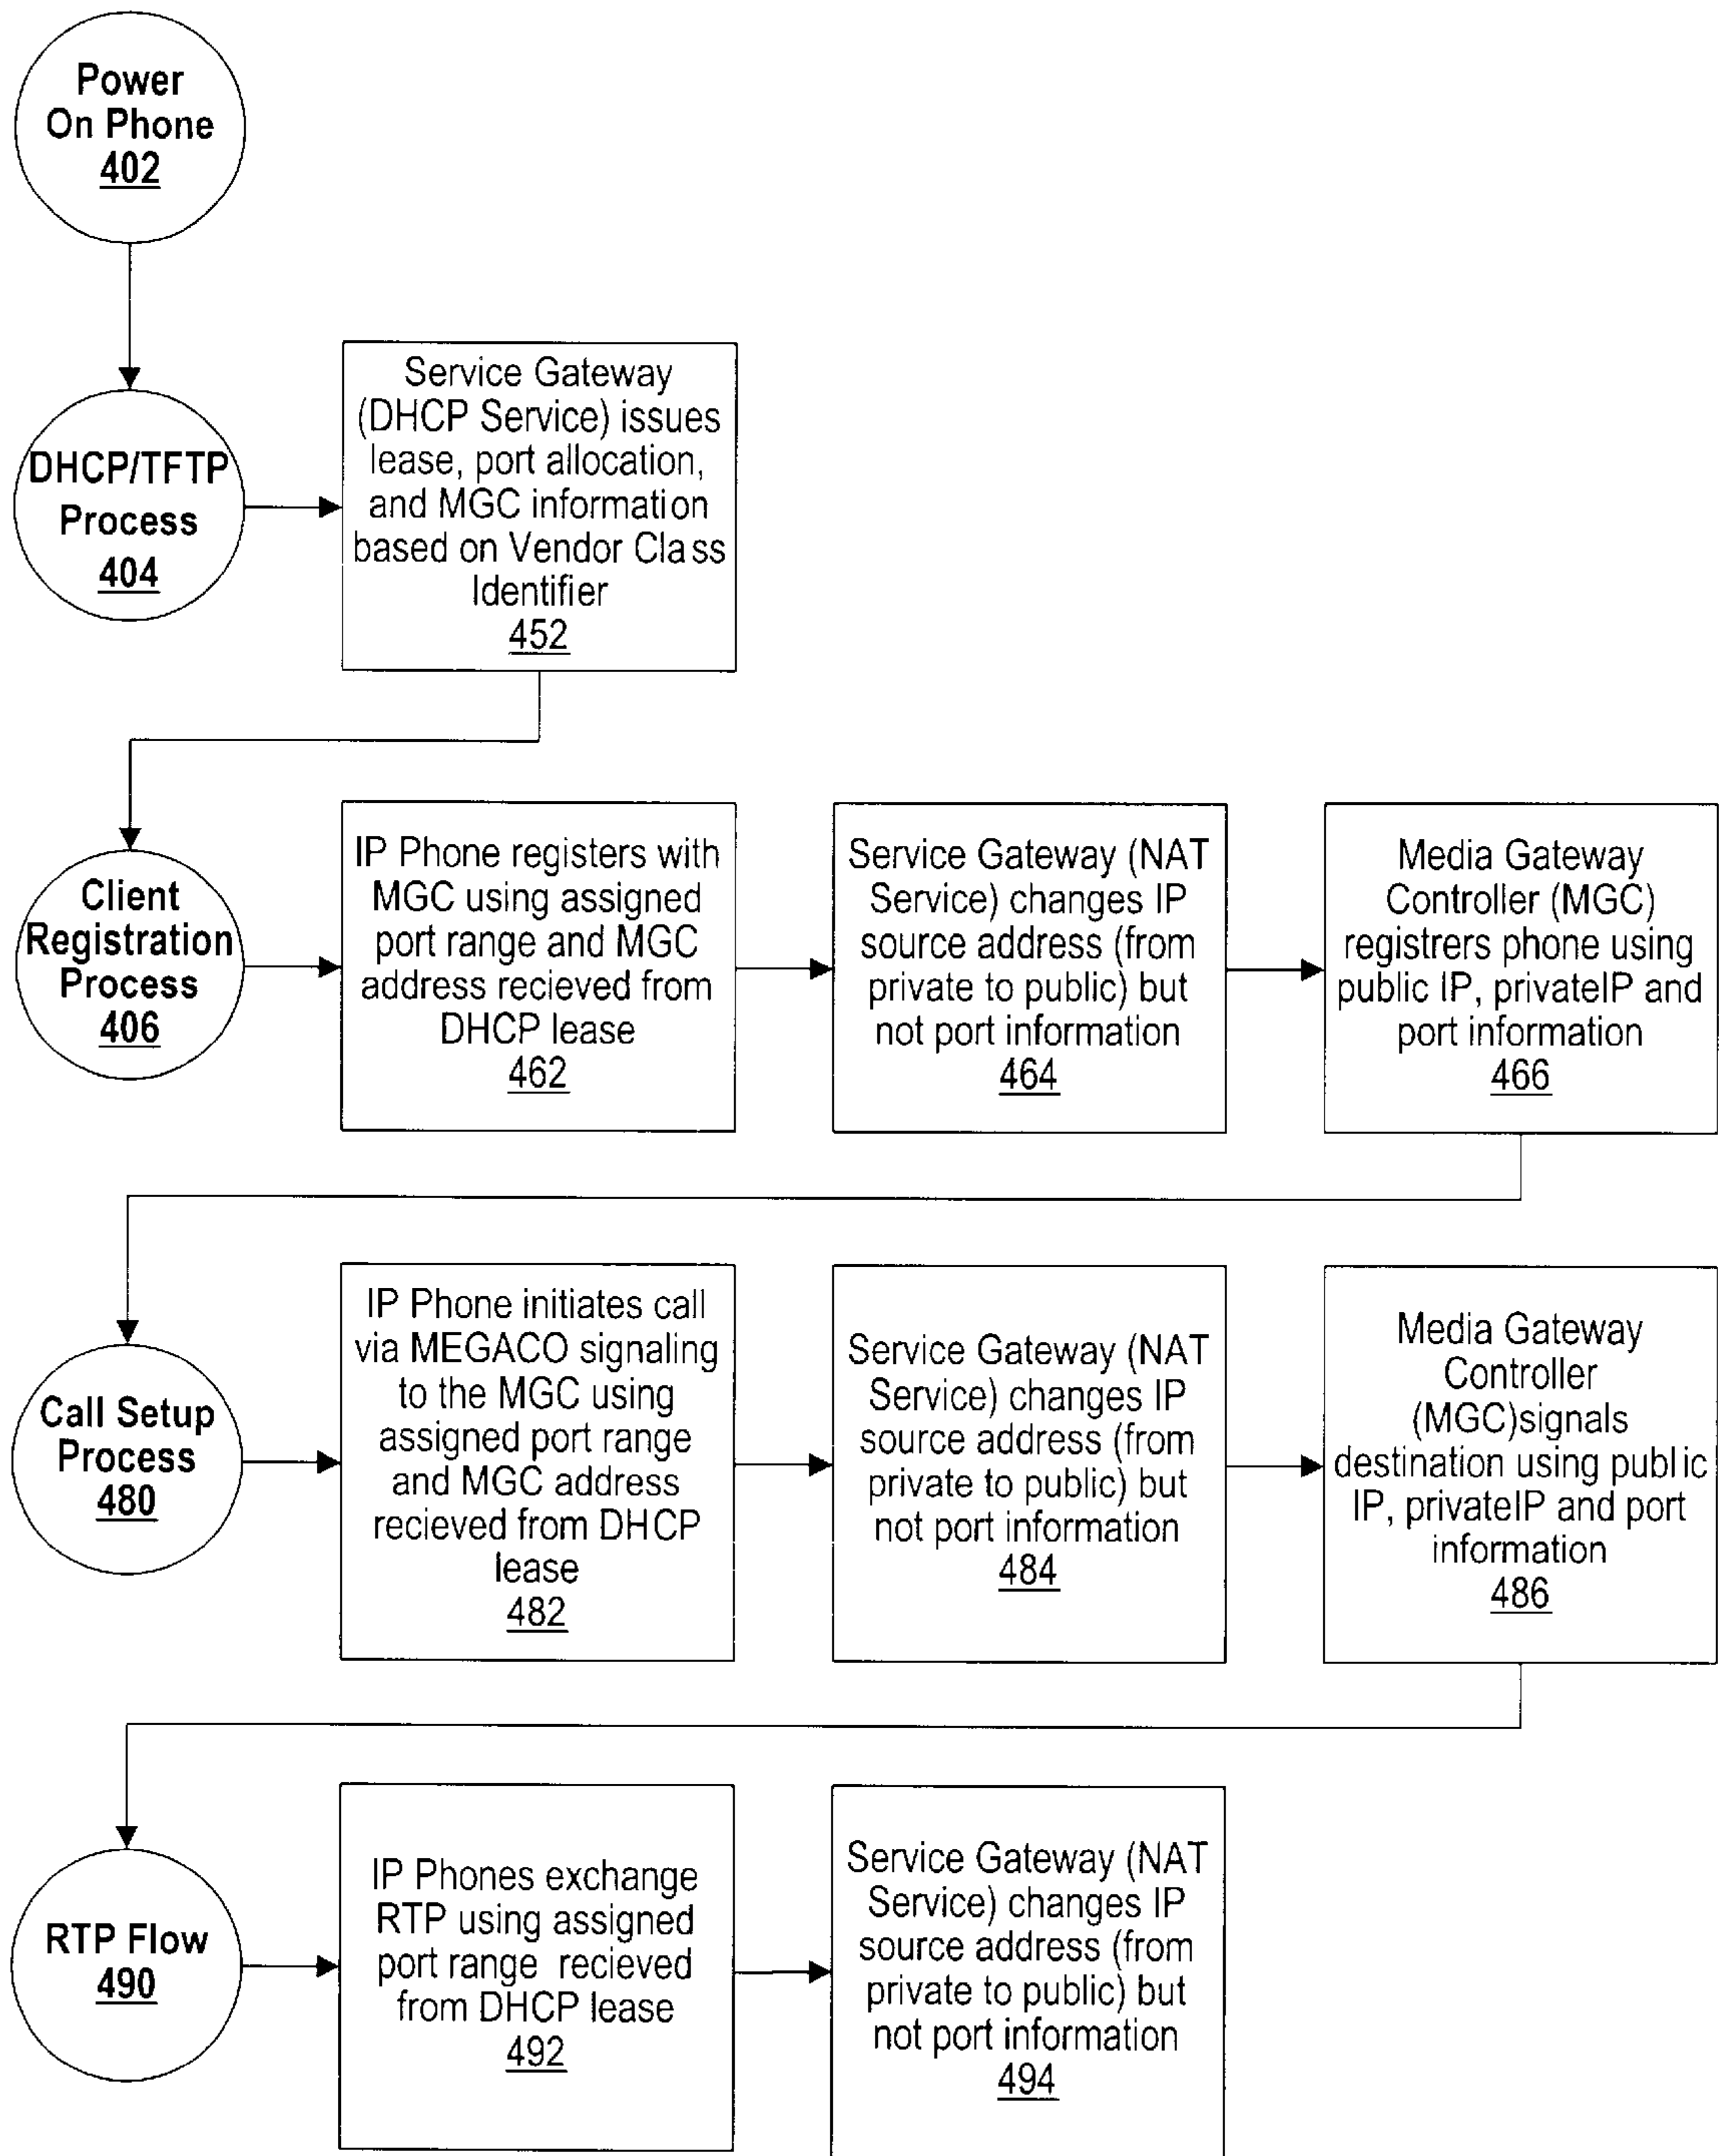 Power
On Phone
402
DHCP/TFTP
Process
404
Service Gateway
(DHCP Service) issues
lease, port allocation,
and MGC information
based on Vendor Class
Identifier
452
Client
Registration
Process
406
IP Phone registers with
MGC using assigned
port range and MGC
address recieved from
DHCP lease
462
Service Gateway (NAT
Service) changes IP
source address (from
private to public) but
not port information
464
Media Gateway
Controller (MGC)
registrers phone using
public IP, privateIP and
port information
466
Call Setup
Process
480
IP Phone initiates call
via MEGACO signaling
to the MGC using
assigned port range
and MGC address
recieved from DHCP
lease
482
Service Gateway (NAT
Service) changes IP
source address (from
private to public) but
not port information
484
Media Gateway
Controller
(MGC)signals
destination using public
IP, privateIP and port
information
486
RTP Flow
490
IP Phones exchange
RTP using assigned
port range recieved
from DHCP lease
492
Service Gateway (NAT
Service) changes IP
source address (from
private to public) but
not port information
494